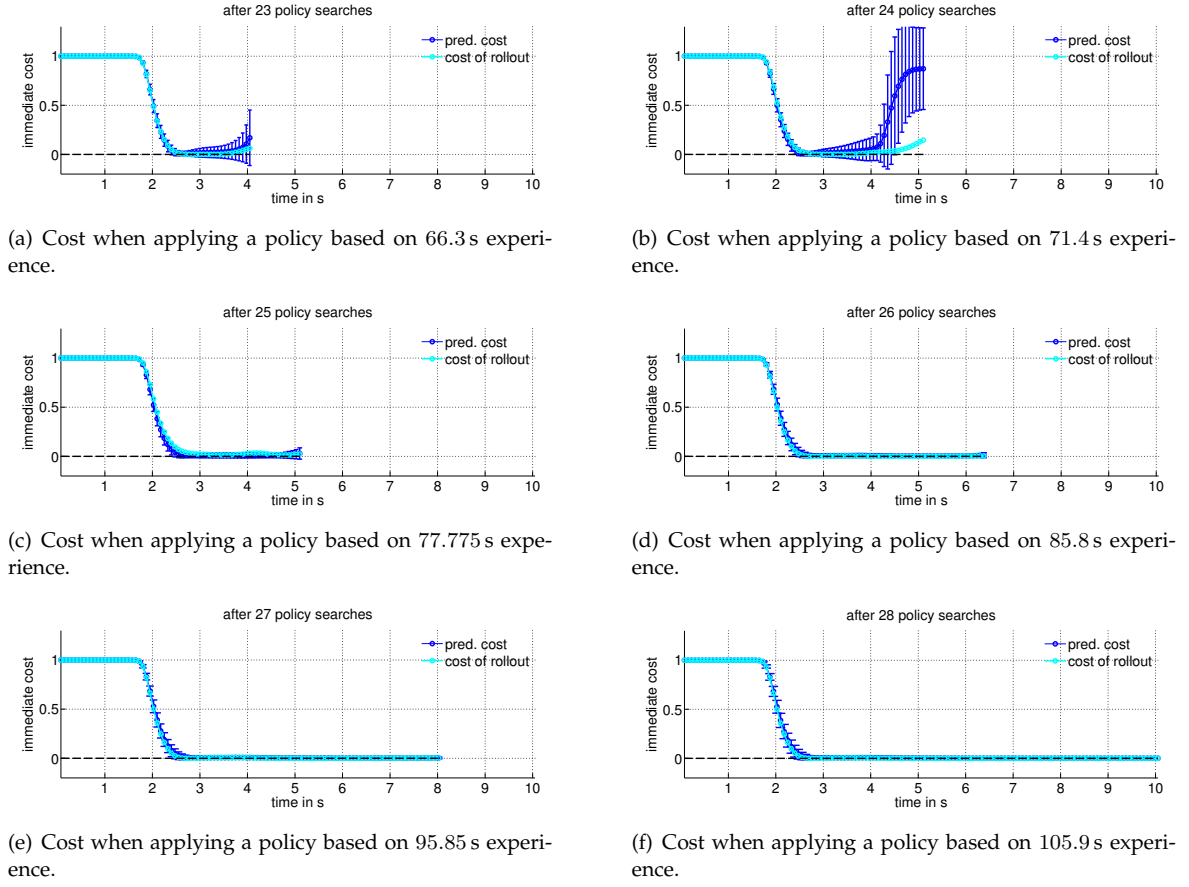 after 23 policy searches
pred. cost
cost of rollout
1
0.5
0
immediate cost
1 2 3 4 5 6 7 8 9 10
time in s
(a) Cost when applying a policy based on 66.3 s experi-
ence.
after 24 policy searches
pred. cost
cost of rollout
1
0.5
0
immediate cost
1 2 3 4 5 6 7 8 9 10
time in s
(b) Cost when applying a policy based on 71.4 s experi-
ence.
after 25 policy searches
pred. cost
cost of rollout
1
0.5
0
immediate cost
1 2 3 4 5 6 7 8 9 10
time in s
(c) Cost when applying a policy based on 77.775 s expe-
rience.
after 26 policy searches
pred. cost
cost of rollout
1
0.5
0
immediate cost
1 2 3 4 5 6 7 8 9 10
time in s
(d) Cost when applying a policy based on 85.8 s experi-
ence.
after 27 policy searches
pred. cost
cost of rollout
1
0.5
0
immediate cost
1 2 3 4 5 6 7 8 9 10
time in s
(e) Cost when applying a policy based on 95.85 s experi-
ence.
after 28 policy searches
pred. cost
cost of rollout
1
0.5
0
immediate cost
1 2 3 4 5 6 7 8 9 10
time in s
(f) Cost when applying a policy based on 105.9 s experi-
ence.